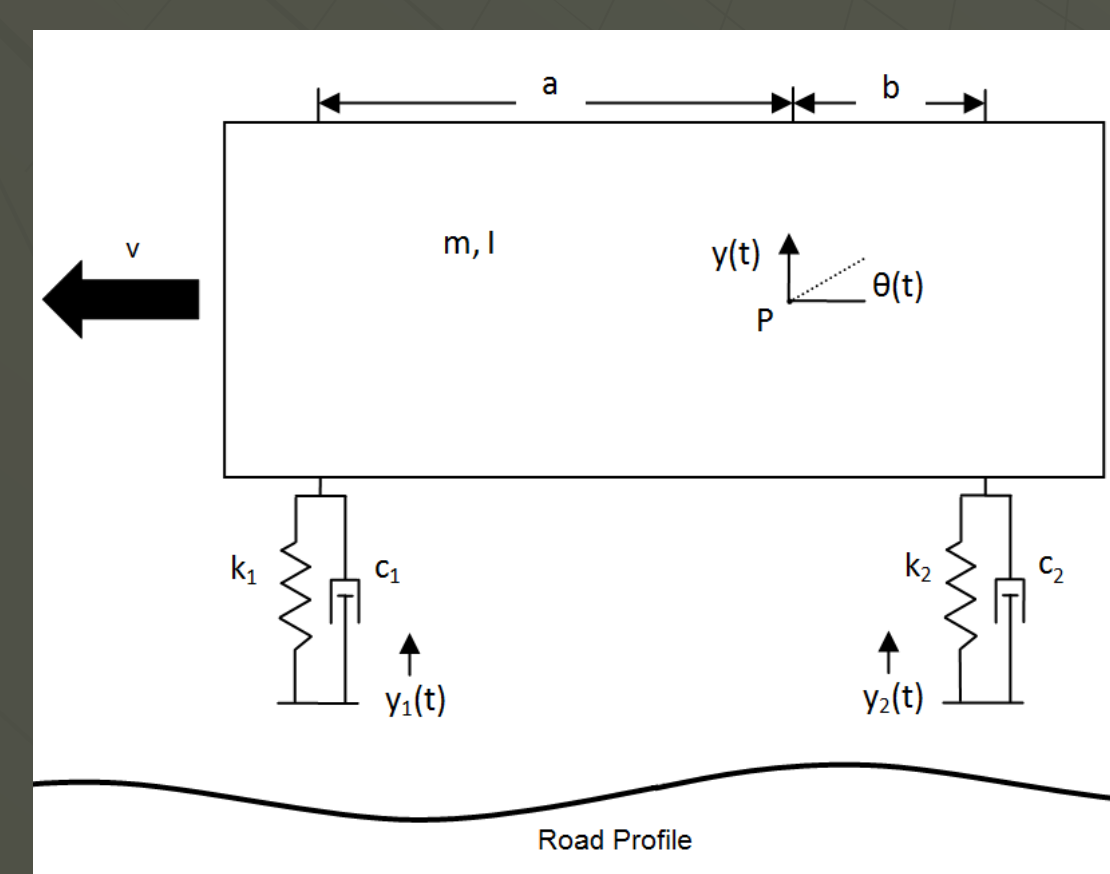 a
b
v
m, I
y(t)
θ(t)
P
k₁
c₁
k₂
c₂
y₁(t)
y₂(t)
Road Profile